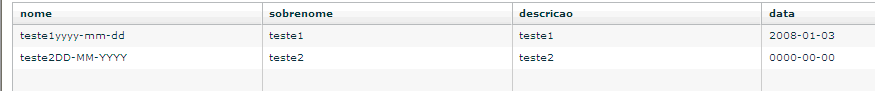 nome sobrenome descricao data
teste1yyyy-mm-dd teste1 teste1 2008-01-03
teste2DD-MM-YYYY teste2 teste2 0000-00-00